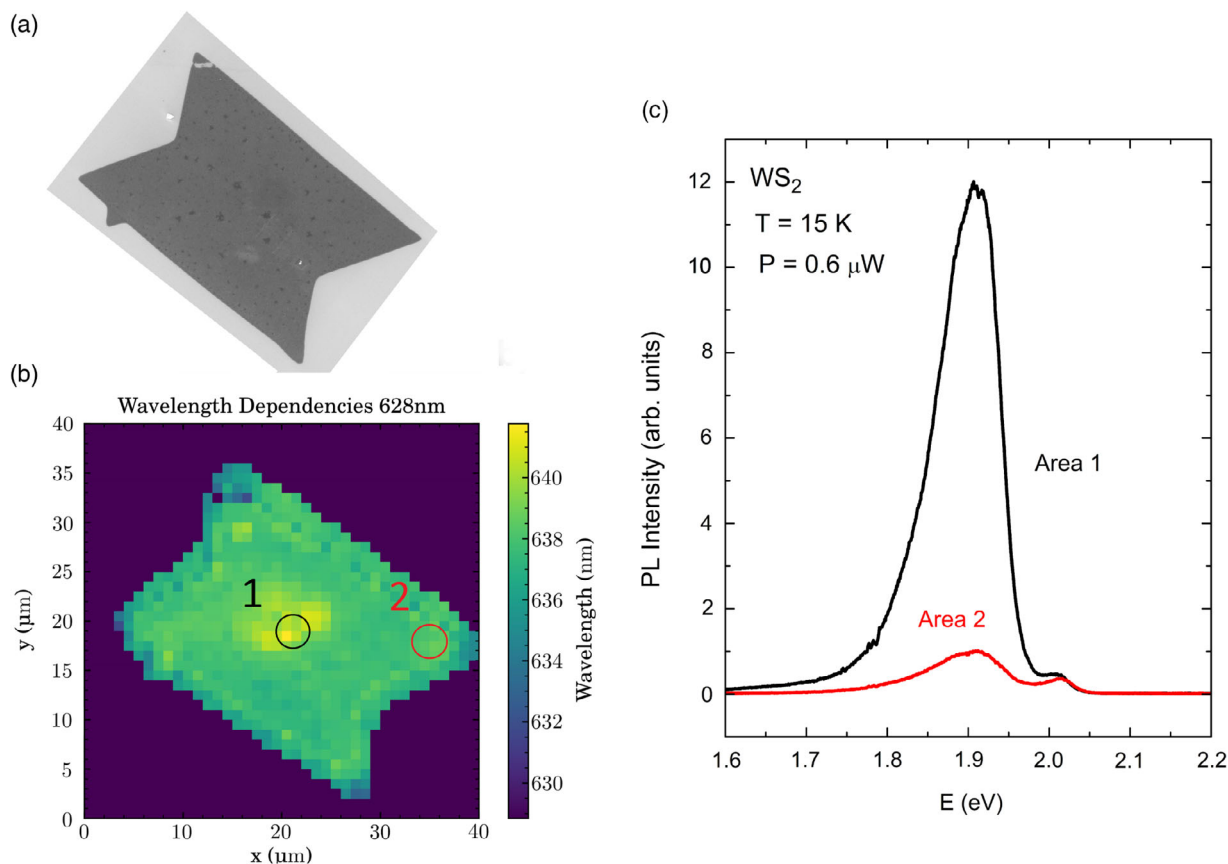 (a)
(b)
Wavelength Dependencies 628nm
40
35
30
25
20
15
10
5
0
y (μm)
1
2
0
10
20
30
40
x (μm)
640
638
636
634
632
630
Wavelength (nm)
(c)
WS₂
T = 15 K
P = 0.6 μW
12
10
8
6
4
2
1
0
PL Intensity (arb. units)
Area 1
Area 2
1.6
1.7
1.8
1.9
2.0
2.1
2.2
E (eV)